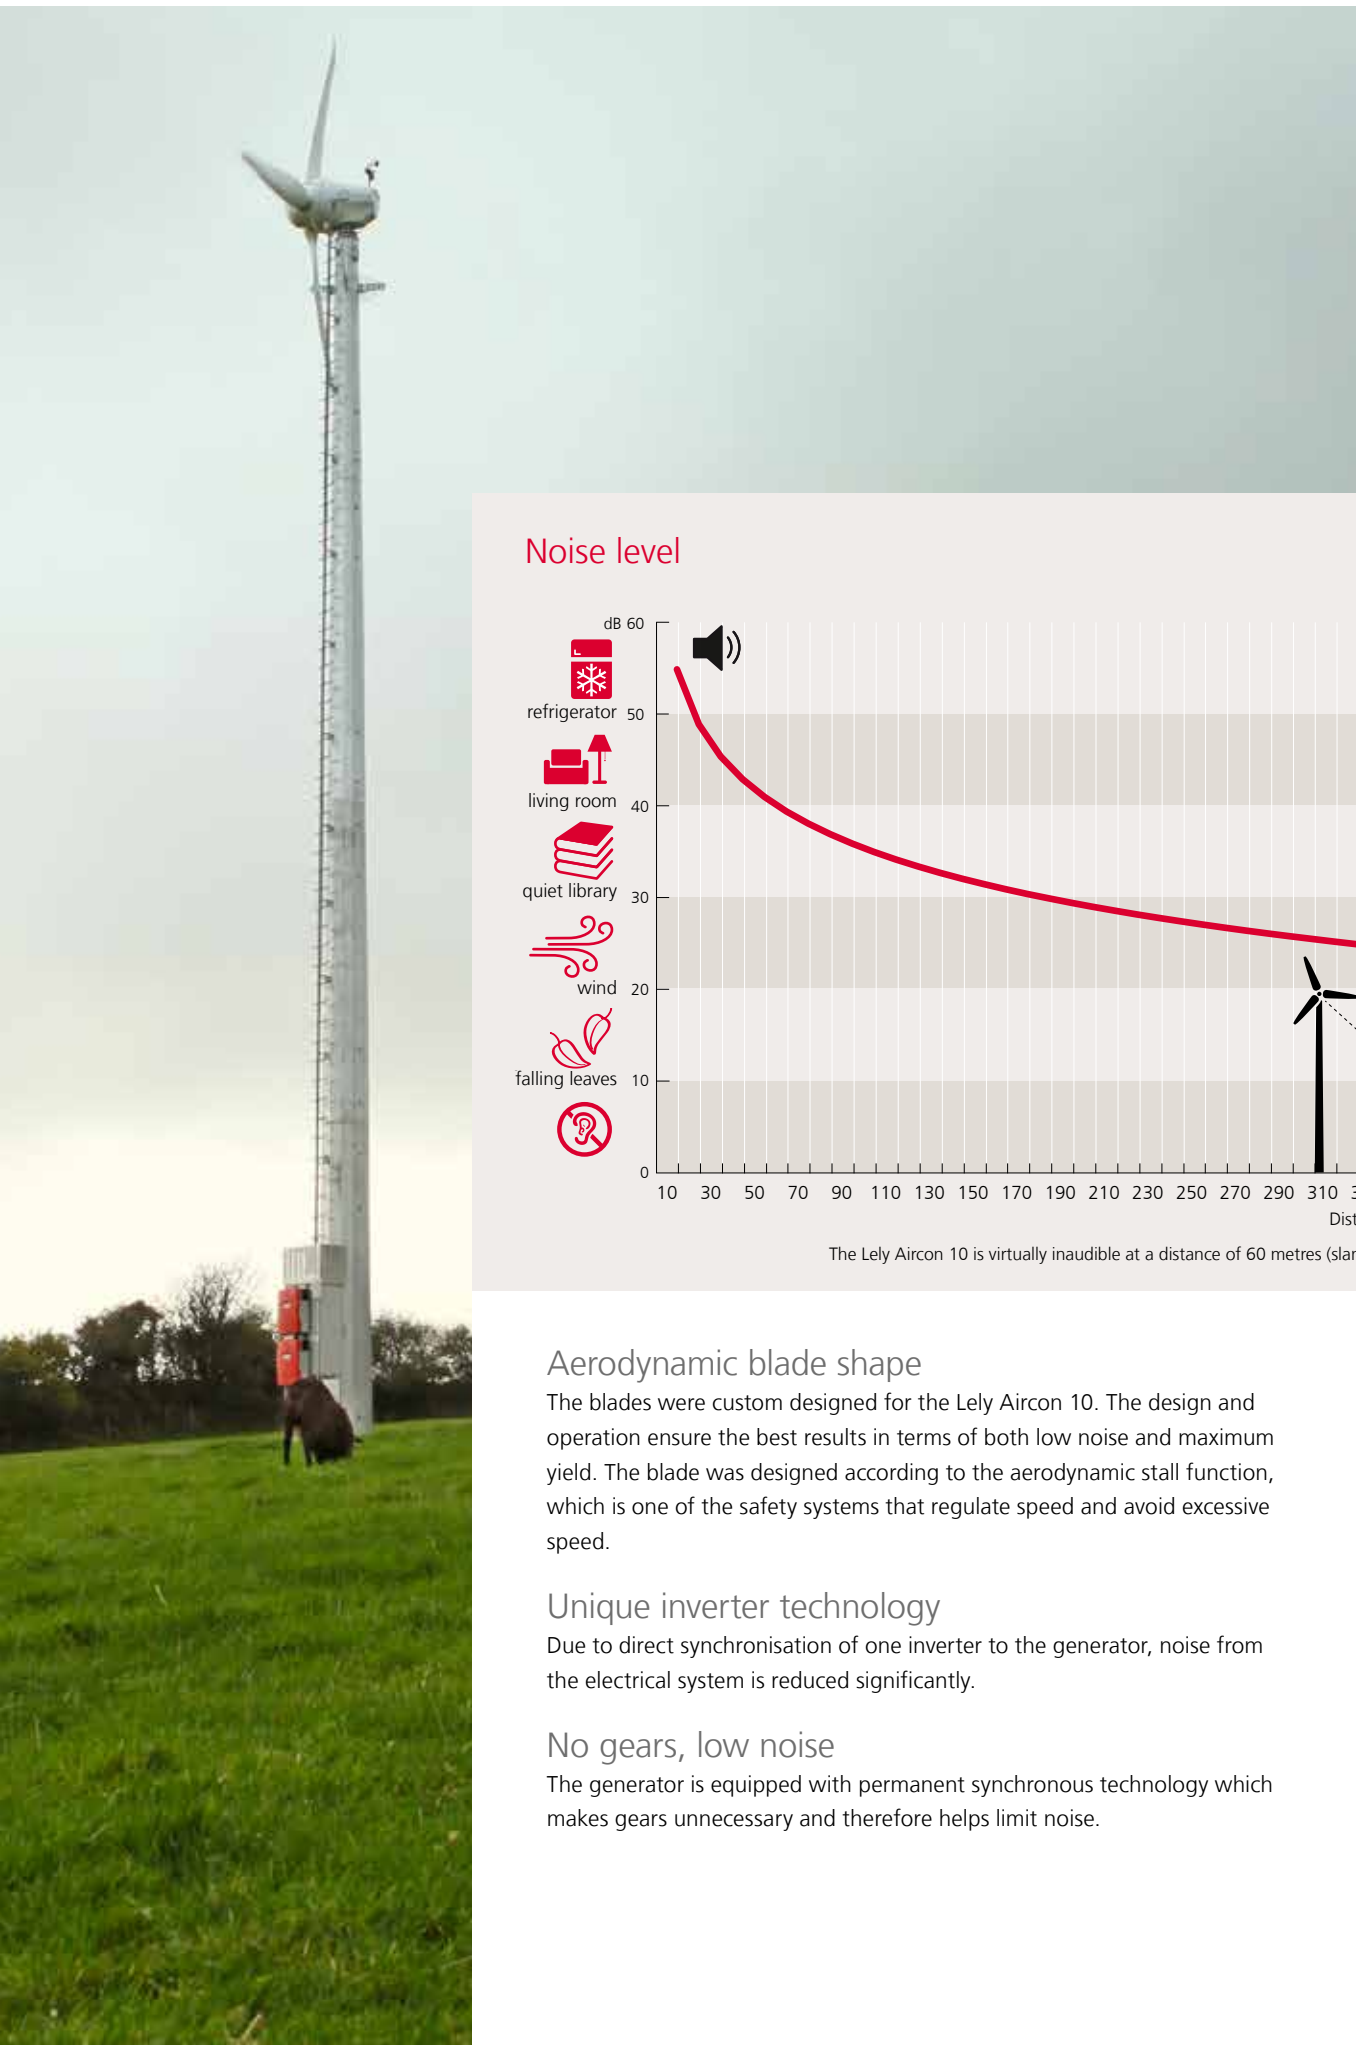 Noise level
dB 60
refrigerator 50
living room 40
quiet library 30
wind 20
falling leaves 10
0
10 30 50 70 90 110 130 150 170 190 210 230 250 270 290 310
The Lely Aircon 10 is virtually inaudible at a distance of 60 metres
Aerodynamic blade shape
The blades were custom designed for the Lely Aircon 10. The design and
operation ensure the best results in terms of both low noise and maximum
yield. The blade was designed according to the aerodynamic stall function,
which is one of the safety systems that regulate speed and avoid excessive
speed.
Unique inverter technology
Due to direct synchronisation of one inverter to the generator, noise from
the electrical system is reduced significantly.
No gears, low noise
The generator is equipped with permanent synchronous technology which
makes gears unnecessary and therefore helps limit noise.